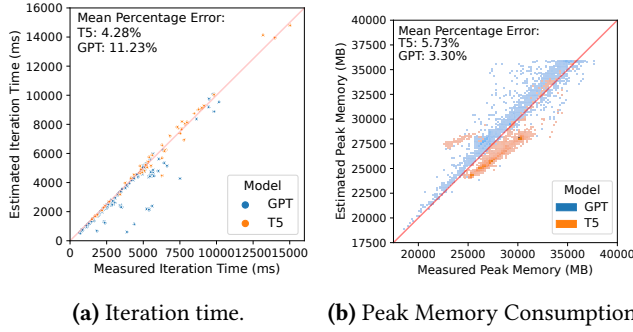 Mean Percentage Error:
T5: 4.28%
GPT: 11.23%
Estimated Iteration Time (ms)
16000
14000
12000
10000
8000
6000
4000
2000
0
0 2500 5000 7500 10000 12500 15000
Measured Iteration Time (ms)
Model
GPT
T5
(a) Iteration time.
Mean Percentage Error:
T5: 5.73%
GPT: 3.30%
Estimated Peak Memory (MB)
40000
37500
35000
32500
30000
27500
25000
22500
20000
17500
20000 25000 30000 35000 40000
Measured Peak Memory (MB)
Model
GPT
T5
(b) Peak Memory Consumption